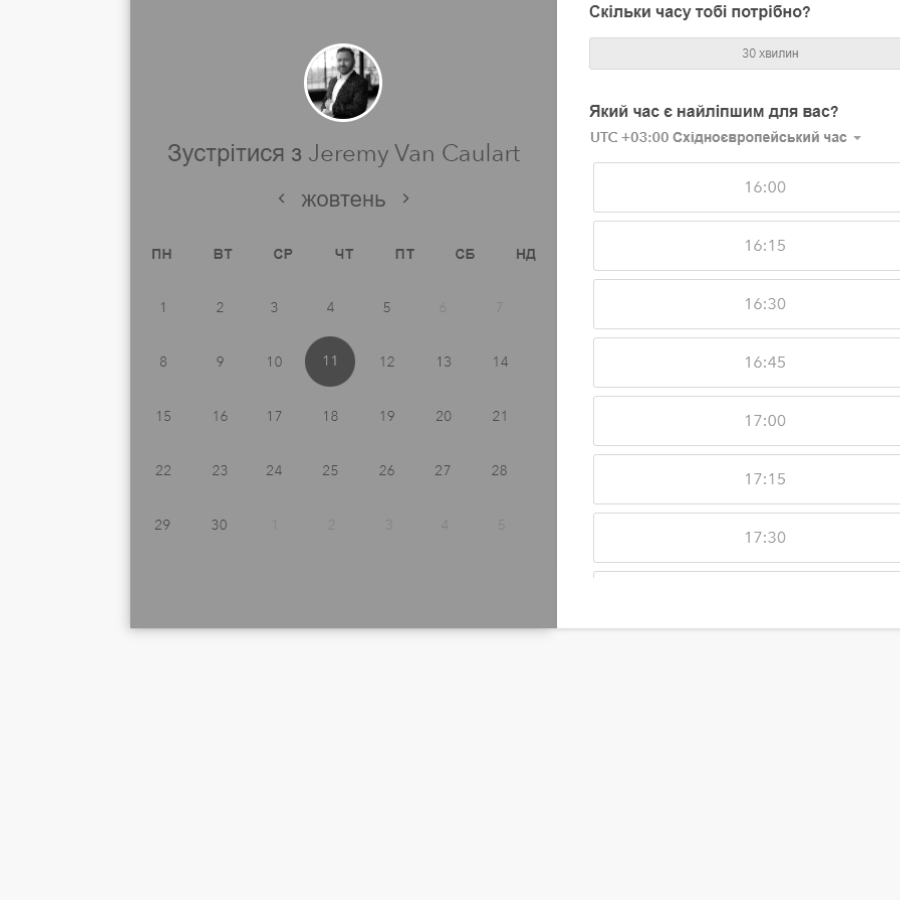 Зустрітися з Jeremy Van Caulart
жовтень
ПН ВТ СР ЧТ ПТ СБ НД
1 2 3 4 5 6 7
8 9 10 11 12 13 14
15 16 17 18 19 20 21
22 23 24 25 26 27 28
29 30 1 2 3 4 5
Скільки часу тобі потрібно?
30 хвилин
Який час є найліпшим для вас?
UTC +03:00 Східноєвропейський час
16:00
16:15
16:30
16:45
17:00
17:15
17:30